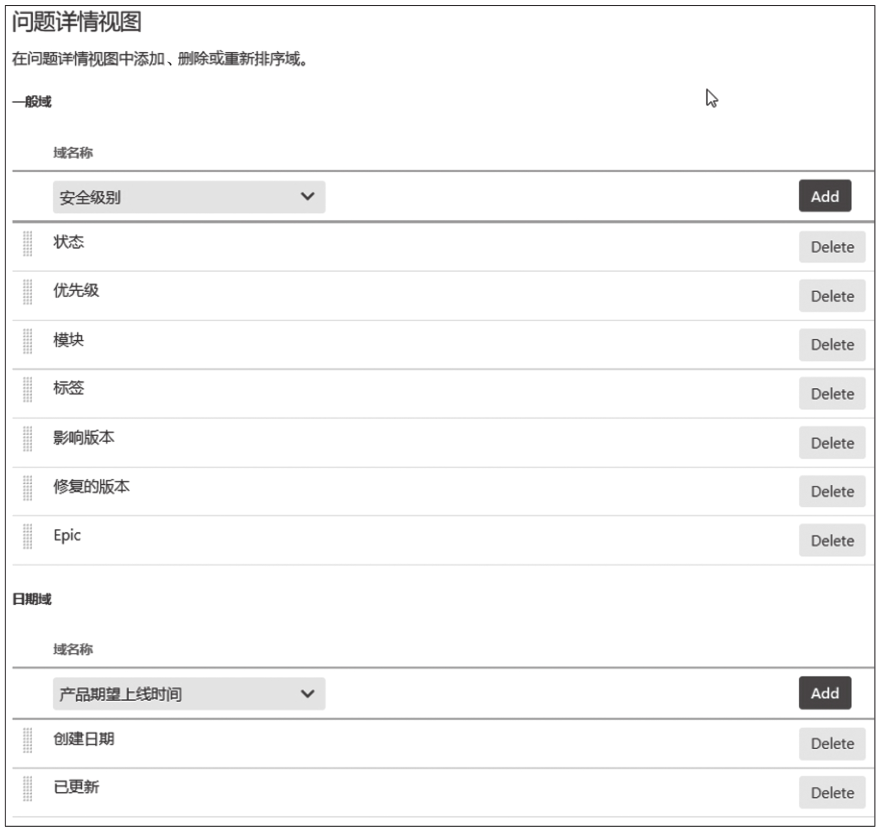 问题详情视图
在问题详情视图中添加、删除或重新排序域。
一般域
域名称
安全级别 Add
状态 Delete
优先级 Delete
模块 Delete
标签 Delete
影响版本 Delete
修复的版本 Delete
Epic Delete
日期域
域名称
产品期望上线时间 Add
创建日期 Delete
已更新 Delete